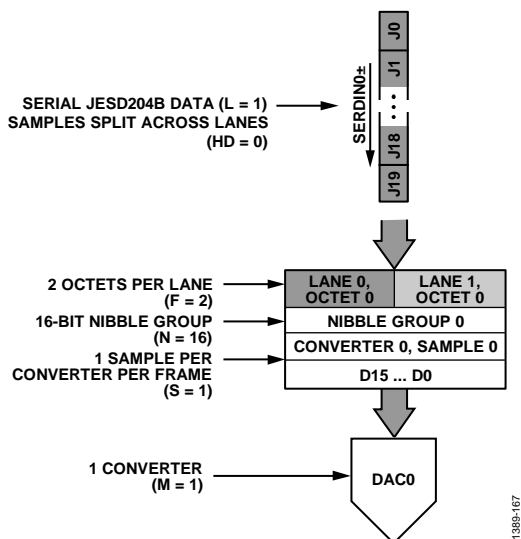 J0
J1
SERDIN0±
SERIAL JESD204B DATA (L = 1)
SAMPLES SPLIT ACROSS LANES
(HD = 0)
J18
J19
2 OCTETS PER LANE
(F = 2)
LANE 0,
OCTET 0
LANE 1,
OCTET 0
16-BIT NIBBLE GROUP
(N = 16)
NIBBLE GROUP 0
1 SAMPLE PER
CONVERTER PER FRAME
(S = 1)
CONVERTER 0, SAMPLE 0
D15 ... D0
1 CONVERTER
(M = 1)
DAC0
1389-167